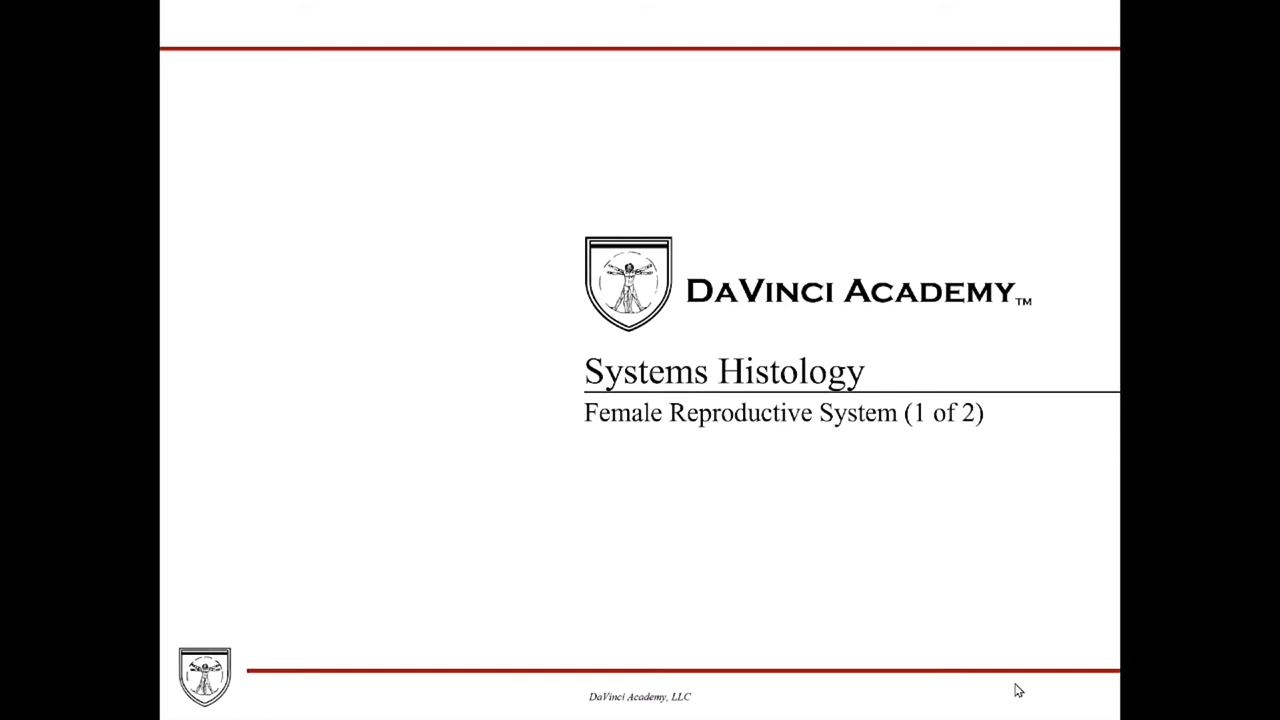 DAVINCI ACADEMY™
Systems Histology
Female Reproductive System (1 of 2)
DaVinci Academy, LLC